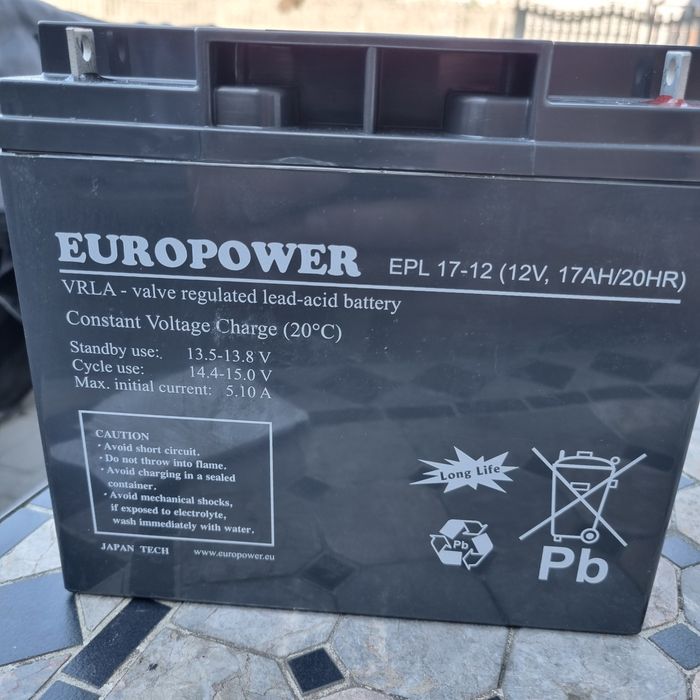 EUROPOWER EPL 17-12 (12V, 17AH/20HR)
VRLA - valve regulated lead-acid battery
Constant Voltage Charge (20°C)
Standby use:. 13.5-13.8 V
Cycle use: 14.4-15.0 V
Max. initial current: 5.10 A
CAUTION
· Avoid short circuit.
· Do not throw into flame.
· Avoid charging in a sealed
container.
· Avoid mechanical shocks,
if exposed to electrolyte,
wash immediately with water.
JAPAN TECH www.europower.eu
Long Life
Pb
Pb